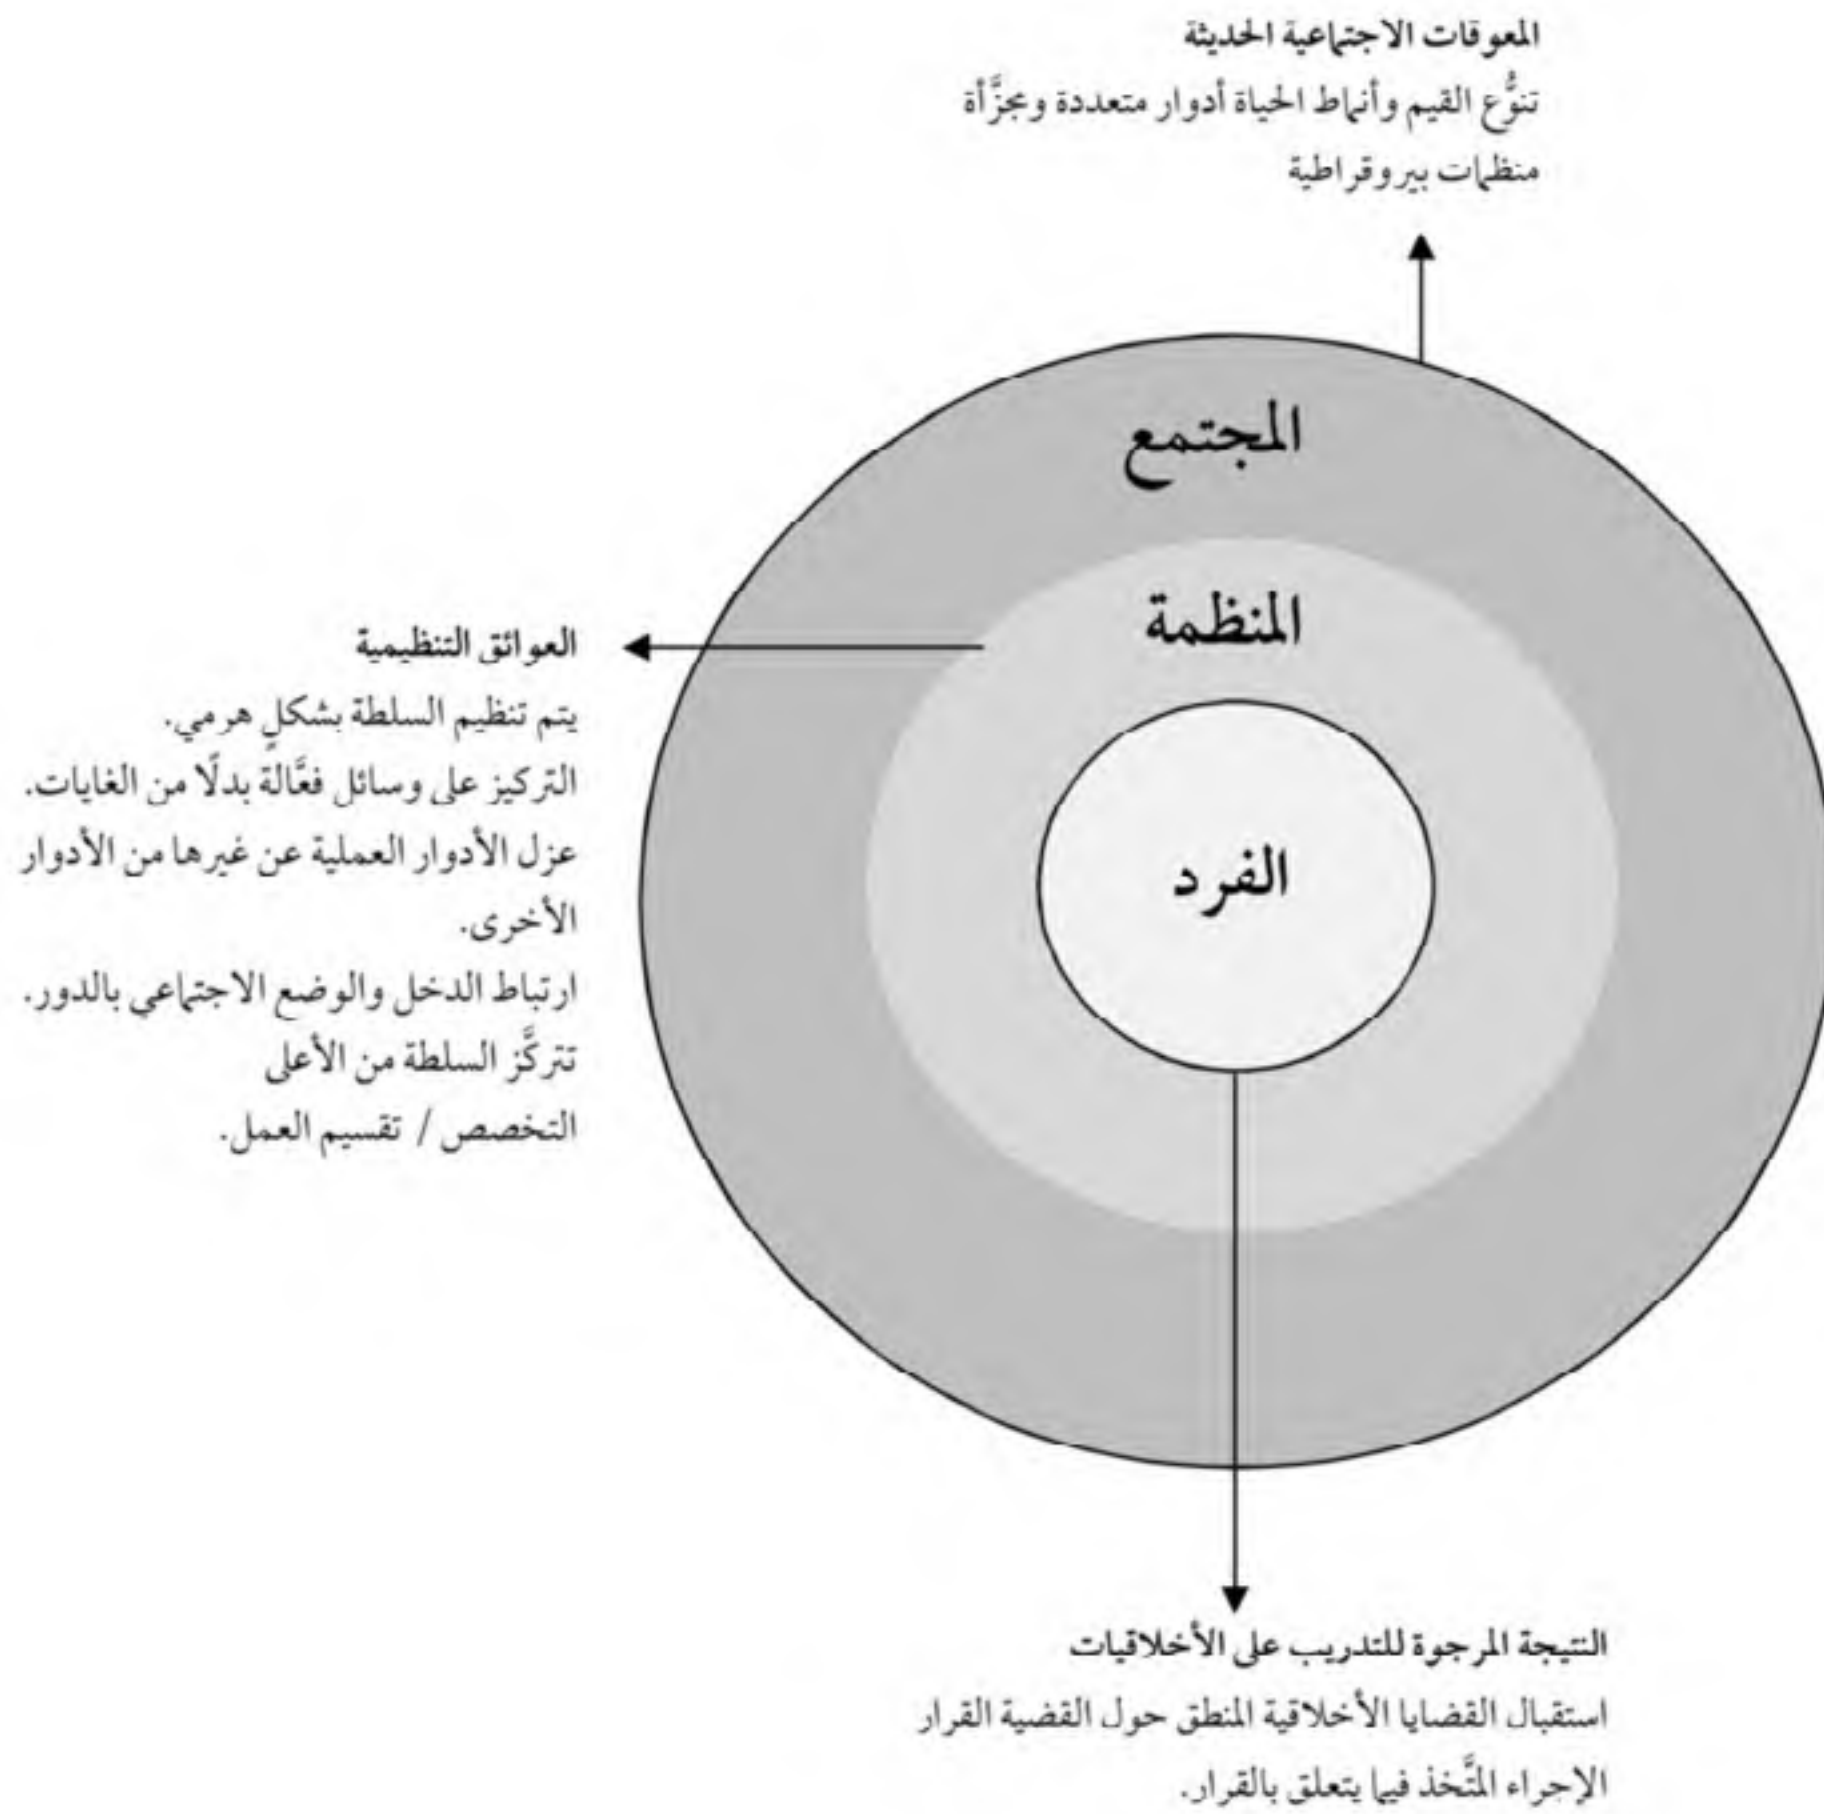 المعوقات الاجتماعية الحديثة
تنوُّع القيم وأنماط الحياة أدوار متعددة ومجزَّأة
منظمات بيروقراطية
المجتمع
المنظمة
الفرد
العوائق التنظيمية
يتم تنظيم السلطة بشكلٍ هرمي.
التركيز على وسائل فعَّالة بدلًا من الغايات.
عزل الأدوار العملية عن غيرها من الأدوار
الأخرى.
ارتباط الدخل والوضع الاجتماعي بالدور.
تتركَّز السلطة من الأعلى
التخصص / تقسيم العمل.
النتيجة المرجوة للتدريب على الأخلاقيات
استقبال القضايا الأخلاقية المنطق حول القضية القرار
الإجراء المتَّخذ فيما يتعلق بالقرار.